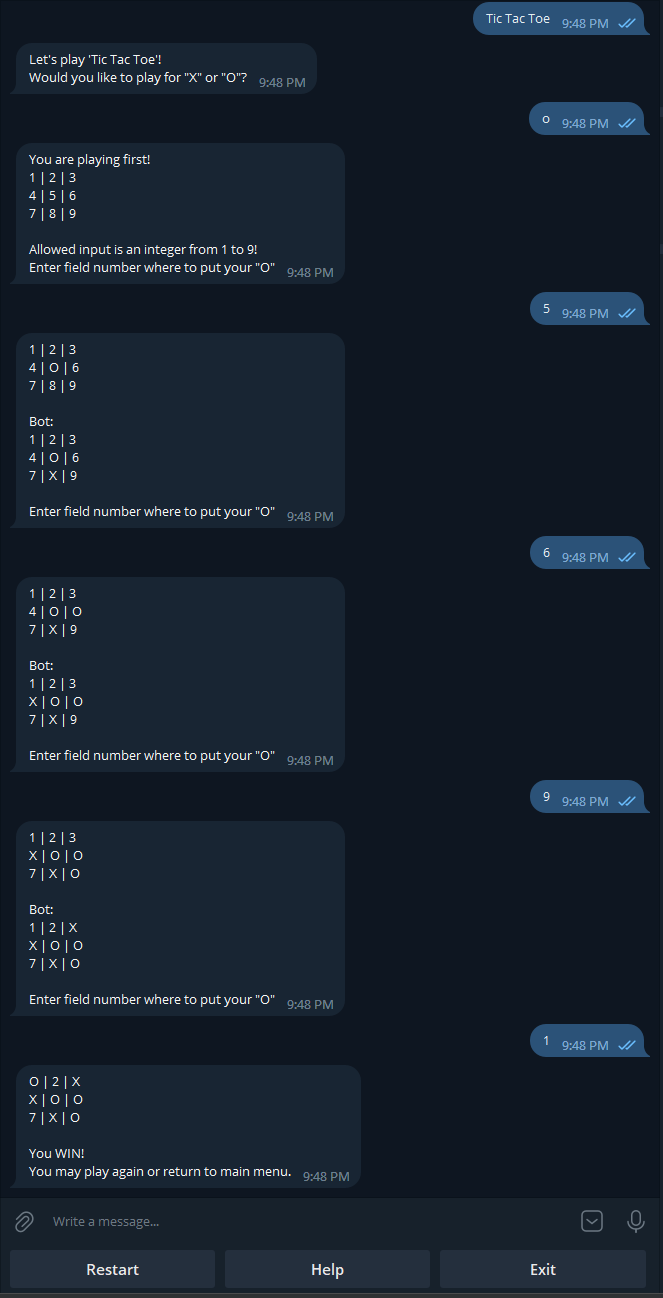 Tic Tac Toe 9:48 PM
Let's play 'Tic Tac Toe'!
Would you like to play for "X" or "O"? 9:48 PM
o 9:48 PM
You are playing first!
1 | 2 | 3
4 | 5 | 6
7 | 8 | 9
Allowed input is an integer from 1 to 9!
Enter field number where to put your "O" 9:48 PM
5 9:48 PM
1 | 2 | 3
4 | O | 6
7 | 8 | 9
Bot:
1 | 2 | 3
4 | O | 6
7 | X | 9
Enter field number where to put your "O" 9:48 PM
6 9:48 PM
1 | 2 | 3
4 | O | O
7 | X | 9
Bot:
1 | 2 | 3
X | O | O
7 | X | 9
Enter field number where to put your "O" 9:48 PM
9 9:48 PM
1 | 2 | 3
X | O | O
7 | X | O
Bot:
1 | 2 | X
X | O | O
7 | X | O
Enter field number where to put your "O" 9:48 PM
1 9:48 PM
O | 2 | X
X | O | O
7 | X | O
You WIN!
You may play again or return to main menu. 9:48 PM
Write a message...
Restart Help Exit